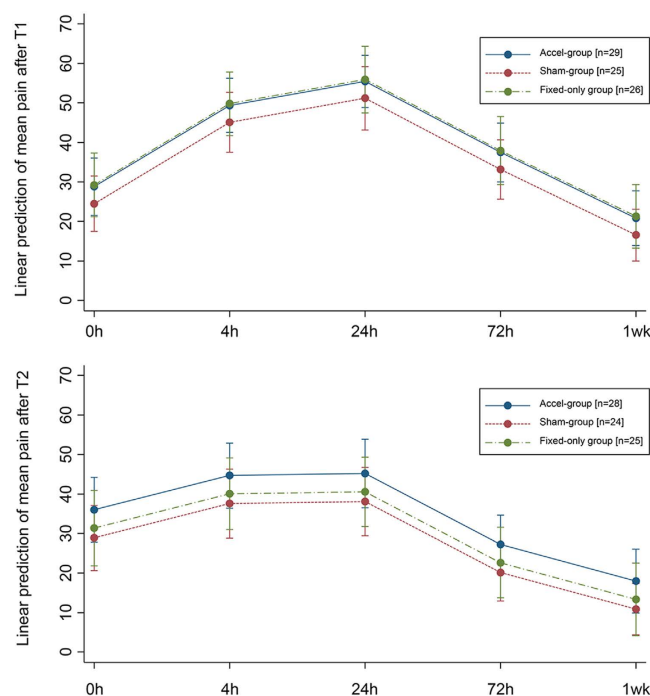 Linear prediction of mean pain after T1
70
60
50
40
30
20
10
0
0h 4h 24h 72h 1wk
Accel-group [n=29]
Sham-group [n=25]
Fixed-only group [n=26]
Linear prediction of mean pain after T2
70
60
50
40
30
20
10
0
0h 4h 24h 72h 1wk
Accel-group [n=28]
Sham-group [n=24]
Fixed-only group [n=25]